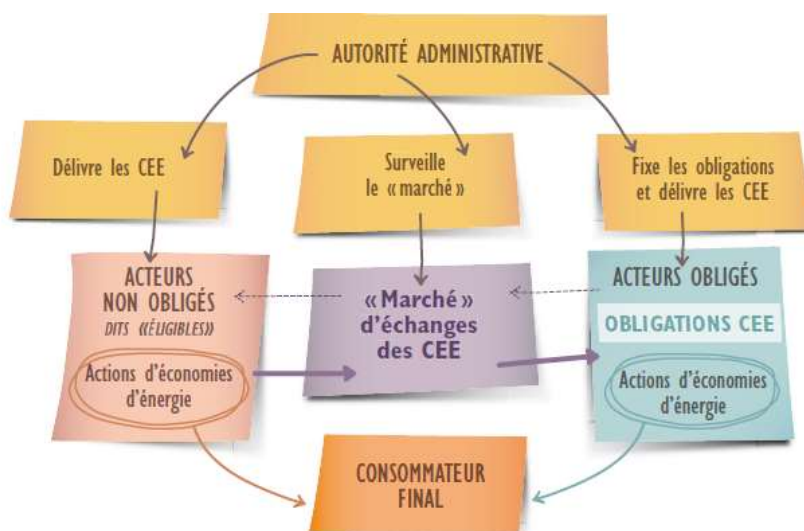 AUTORITÉ ADMINISTRATIVE
Délivre les CEE
Surveille
le « marché »
Fixe les obligations
et délivre les CEE
ACTEURS
NON OBLIGÉS
DITS «ÉLIGIBLES»
Actions d'économies
d'énergie
« Marché »
d'échanges
des CEE
ACTEURS OBLIGÉS
OBLIGATIONS CEE
Actions d'économies
d'énergie
CONSOMMATEUR
FINAL